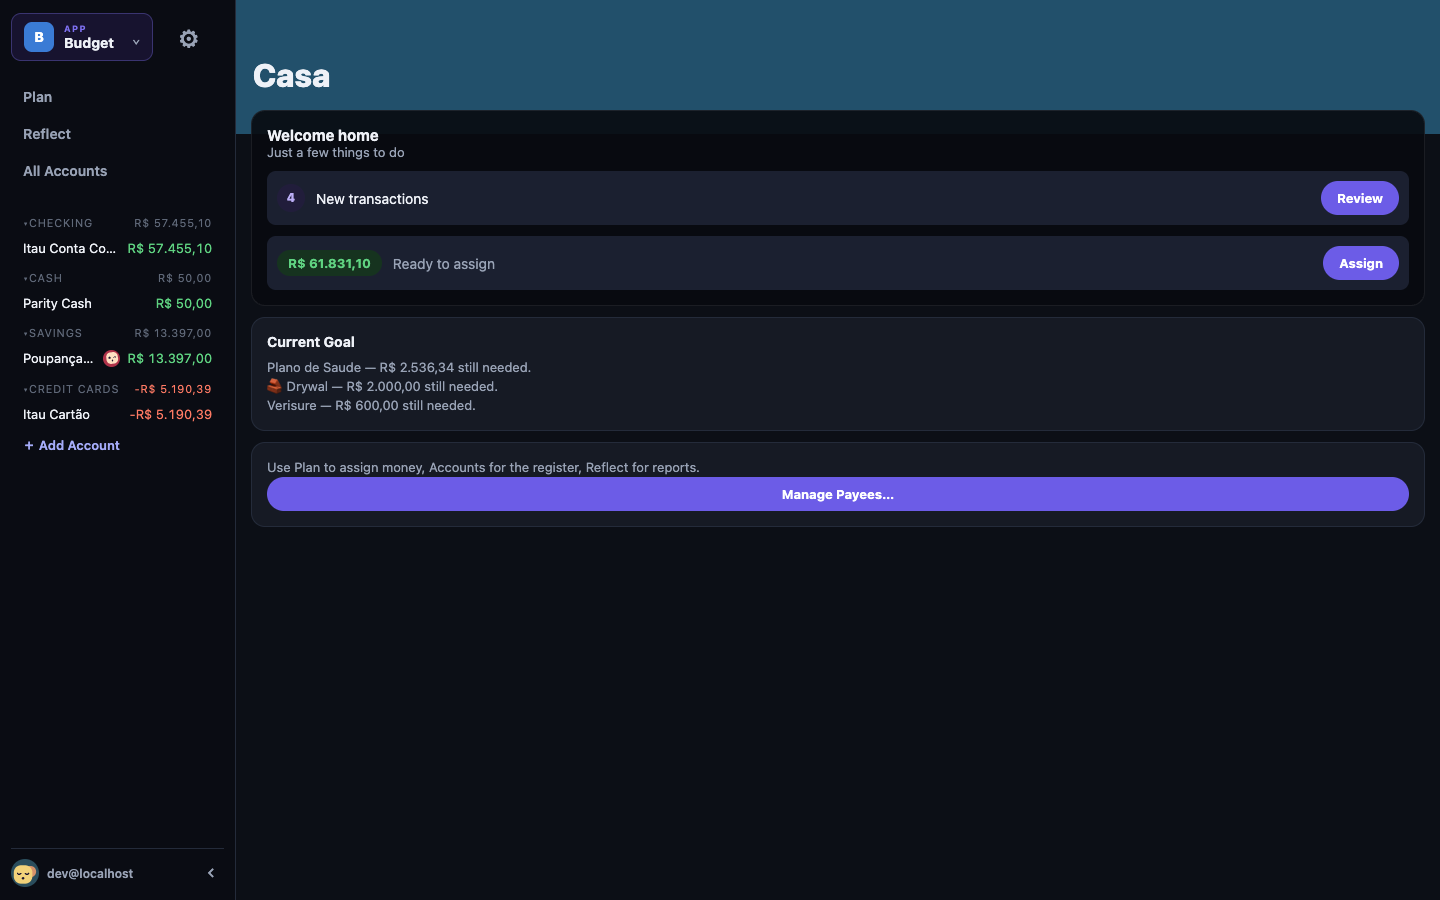 B
APP
Budget
Plan
Reflect
All Accounts
CHECKING R$ 57.455,10
Itau Conta Co... R$ 57.455,10
CASH R$ 50,00
Parity Cash R$ 50,00
SAVINGS R$ 13.397,00
Poupança... R$ 13.397,00
CREDIT CARDS -R$ 5.190,39
Itau Cartão -R$ 5.190,39
+ Add Account
dev@localhost
Casa
Welcome home
Just a few things to do
4 New transactions Review
R$ 61.831,10 Ready to assign Assign
Current Goal
Plano de Saude — R$ 2.536,34 still needed.
Drywal — R$ 2.000,00 still needed.
Verisure — R$ 600,00 still needed.
Use Plan to assign money, Accounts for the register, Reflect for reports.
Manage Payees...